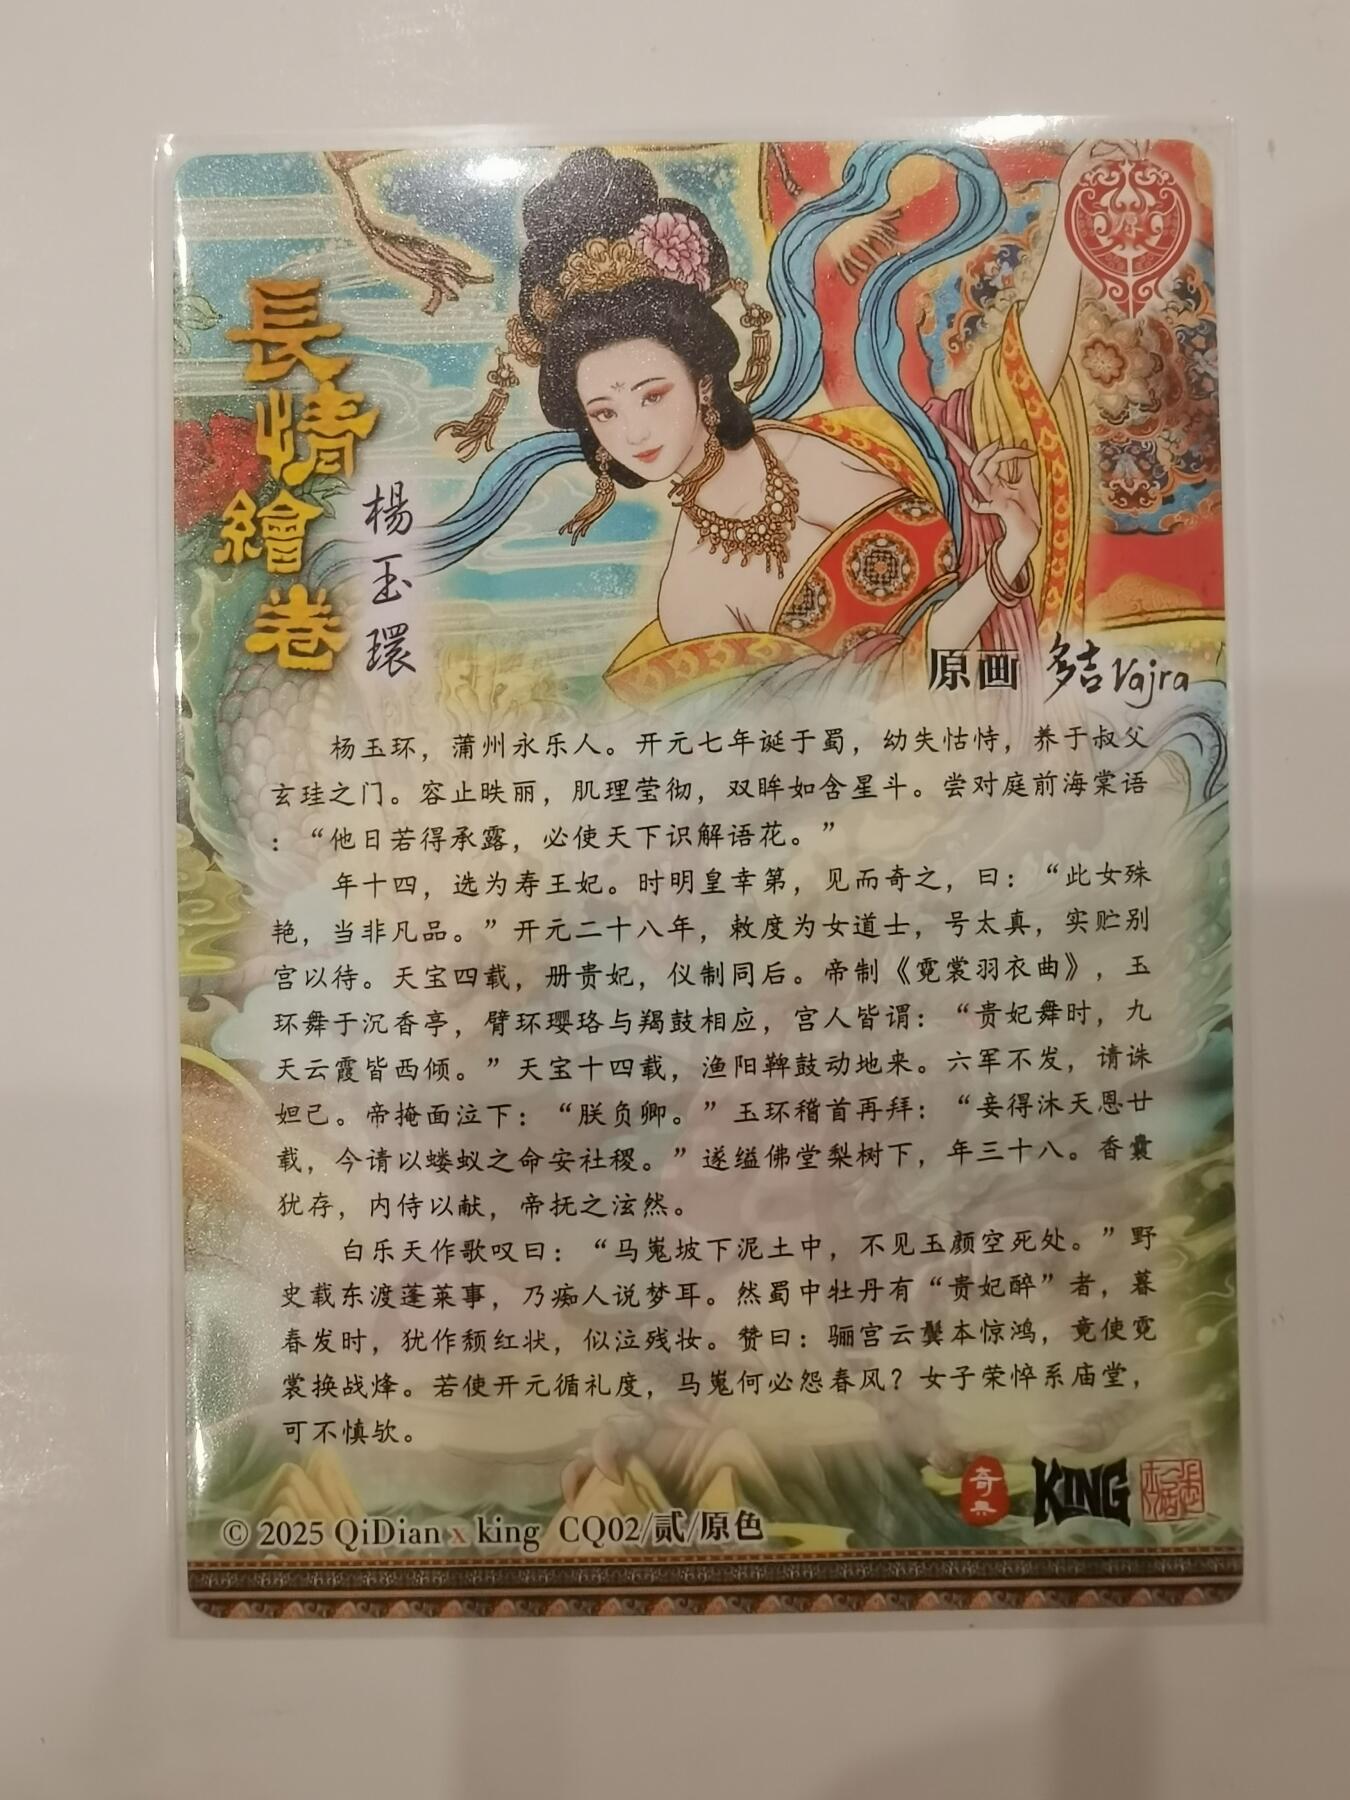 長情繪卷
楊玉環
原画 多吉Vajra
杨玉环，蒲州永乐人。开元七年诞于蜀，幼失怙恃，养于叔父
玄珪之门。容止昳丽，肌理莹彻，双眸如含星斗。尝对庭前海棠语
：“他日若得承露，必使天下识解语花。”
年十四，选为寿王妃。时明皇幸第，见而奇之，曰：“此女殊
艳，当非凡品。”开元二十八年，敕度为女道士，号太真，实贮别
宫以待。天宝四载，册贵妃，仪制同后。帝制《霓裳羽衣曲》，玉
环舞于沉香亭，臂环璎珞与羯鼓相应，宫人皆谓：“贵妃舞时，九
天云霞皆西倾。”天宝十四载，渔阳鞞鼓动地来。六军不发，请诛
妲己。帝掩面泣下：“朕负卿。”玉环稽首再拜：“妾得沐天恩廿
载，今请以蝼蚁之命安社稷。”遂缢佛堂梨树下，年三十八。香囊
犹存，内侍以献，帝抚之泫然。
白乐天作歌叹曰：“马嵬坡下泥土中，不见玉颜空死处。”野
史载东渡蓬莱事，乃痴人说梦耳。然蜀中牡丹有“贵妃醉”者，暮
春发时，犹作颓红状，似泣残妆。赞曰：骊宫云鬓本惊鸿，竟使霓
裳换战烽。若使开元循礼度，马嵬何必怨春风？女子荣悴系庙堂，
可不慎欤。
奇典 KING
© 2025 QiDian x king CQ02/贰/原色